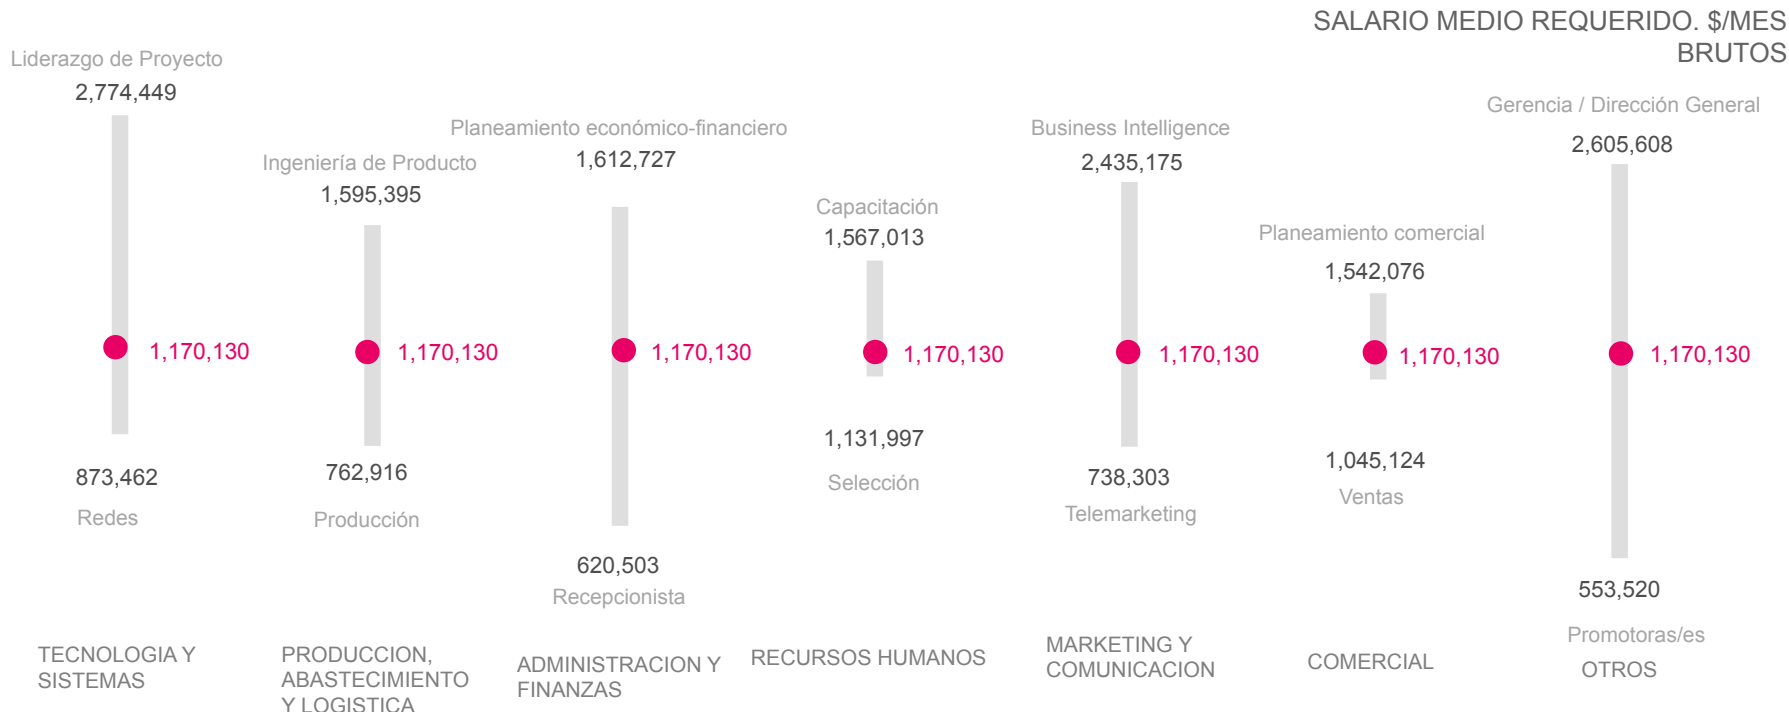 SALARIO MEDIO REQUERIDO. $/MES
BRUTOS
Liderazgo de Proyecto
2,774,449
1,170,130
873,462
Redes
TECNOLOGIA Y
SISTEMAS
Ingeniería de Producto
1,595,395
1,170,130
762,916
Producción
PRODUCCION,
ABASTECIMIENTO
Y LOGISTICA
Planeamiento económico-financiero
1,612,727
1,170,130
620,503
Recepcionista
ADMINISTRACION Y
FINANZAS
Capacitación
1,567,013
1,170,130
1,131,997
Selección
RECURSOS HUMANOS
Business Intelligence
2,435,175
1,170,130
738,303
Telemarketing
MARKETING Y
COMUNICACION
Planeamiento comercial
1,542,076
1,170,130
1,045,124
Ventas
COMERCIAL
Gerencia / Dirección General
2,605,608
1,170,130
553,520
Promotoras/es
OTROS